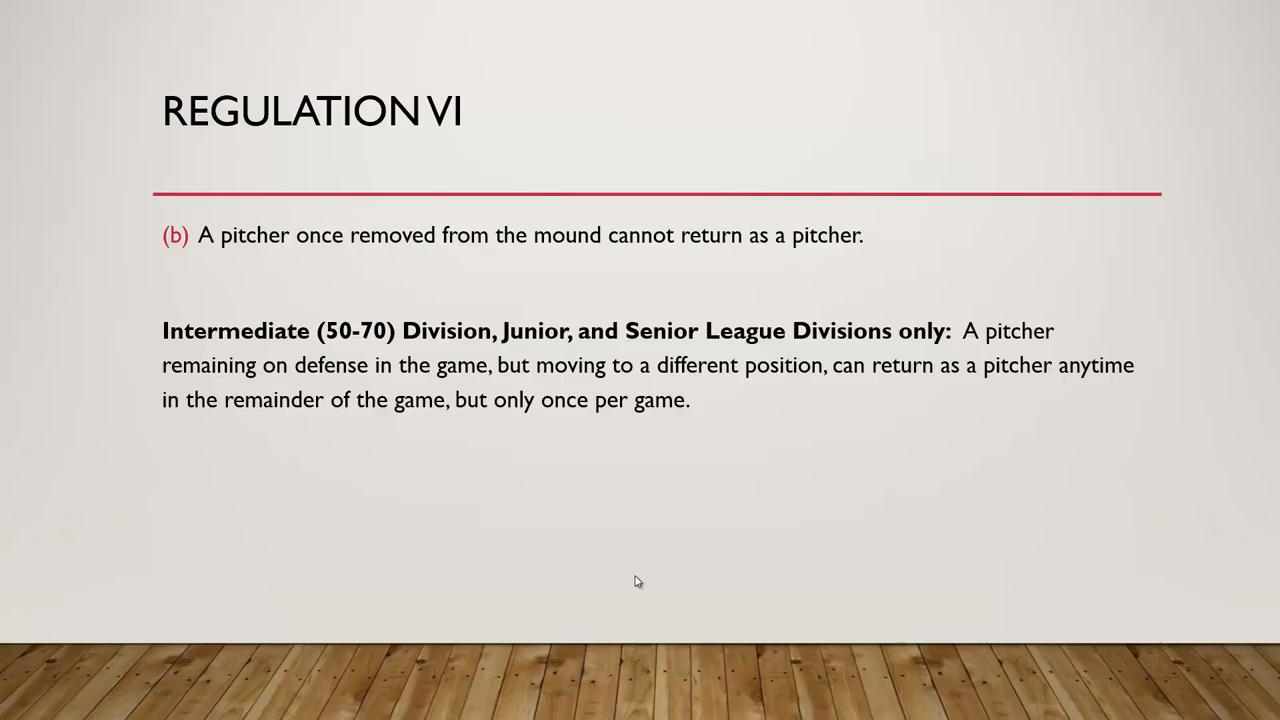 REGULATION VI
(b) A pitcher once removed from the mound cannot return as a pitcher.
Intermediate (50-70) Division, Junior, and Senior League Divisions only: A pitcher
remaining on defense in the game, but moving to a different position, can return as a pitcher anytime
in the remainder of the game, but only once per game.